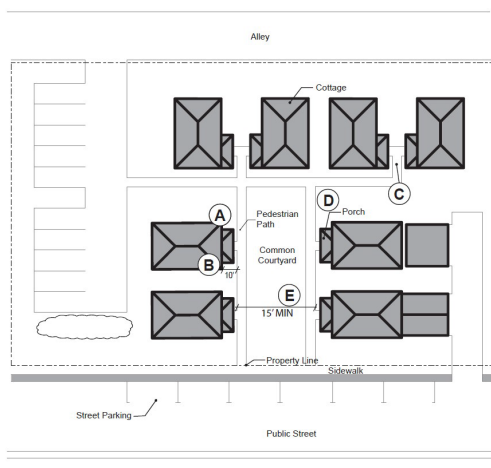 Alley
Cottage
C
A
D
Pedestrian
Path
Porch
Common
Courtyard
B
10'
E
15' MIN
Property Line
Sidewalk
Street Parking
Public Street